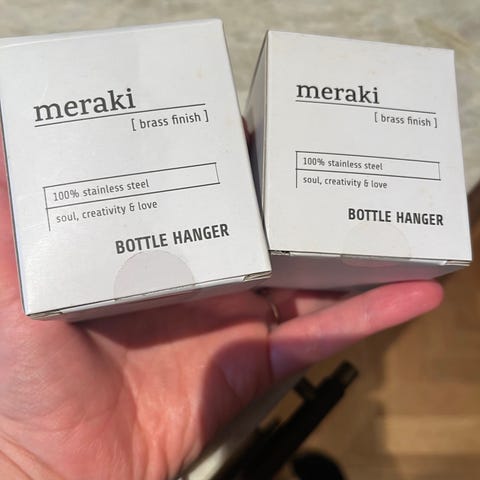 meraki
[ brass finish ]
100% stainless steel
soul, creativity & love
BOTTLE HANGER
meraki
[ brass finish ]
100% stainless steel
soul, creativity & love
BOTTLE HANGER